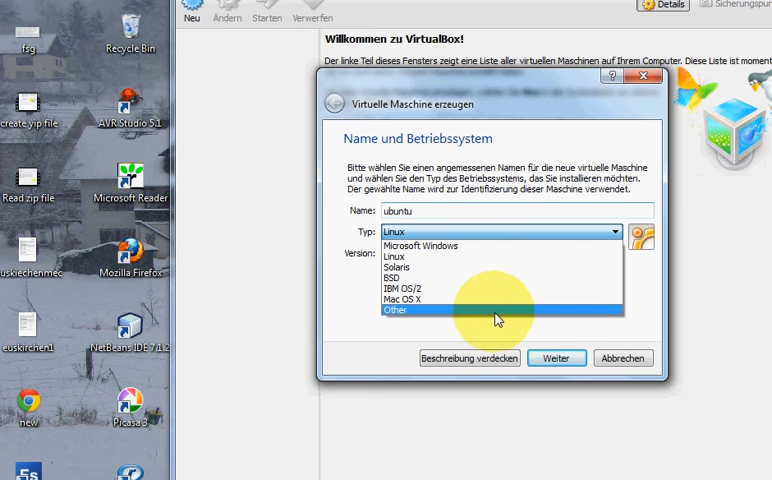 fsg
Recycle Bin
create yip file
AVR Studio 5.1
Read zip file
Microsoft Reader
euskiechenmec
Mozilla Firefox
euskirchen1
NetBeans IDE 7.1.2
new
Picasa 3
Neu
Ändern
Starten
Verwerfen
Details
Sicherungspun
Willkommen zu VirtualBox!
Der linke Teil dieses Fensters zeigt eine Liste aller virtuellen Maschinen auf Ihrem Computer. Diese Liste ist moment
Virtuelle Maschine erzeugen
Name und Betriebssystem
Bitte wählen Sie einen angemessenen Namen für die neue virtuelle Maschine
und wählen Sie den Typ des Betriebssystems, das Sie installieren möchten.
Der gewählte Name wird zur Identifizierung dieser Maschine verwendet.
Name: ubuntu
Typ: Linux
Version:
Microsoft Windows
Linux
Solaris
BSD
IBM OS/2
Mac OS X
Other
Beschreibung verdecken
Weiter
Abbrechen